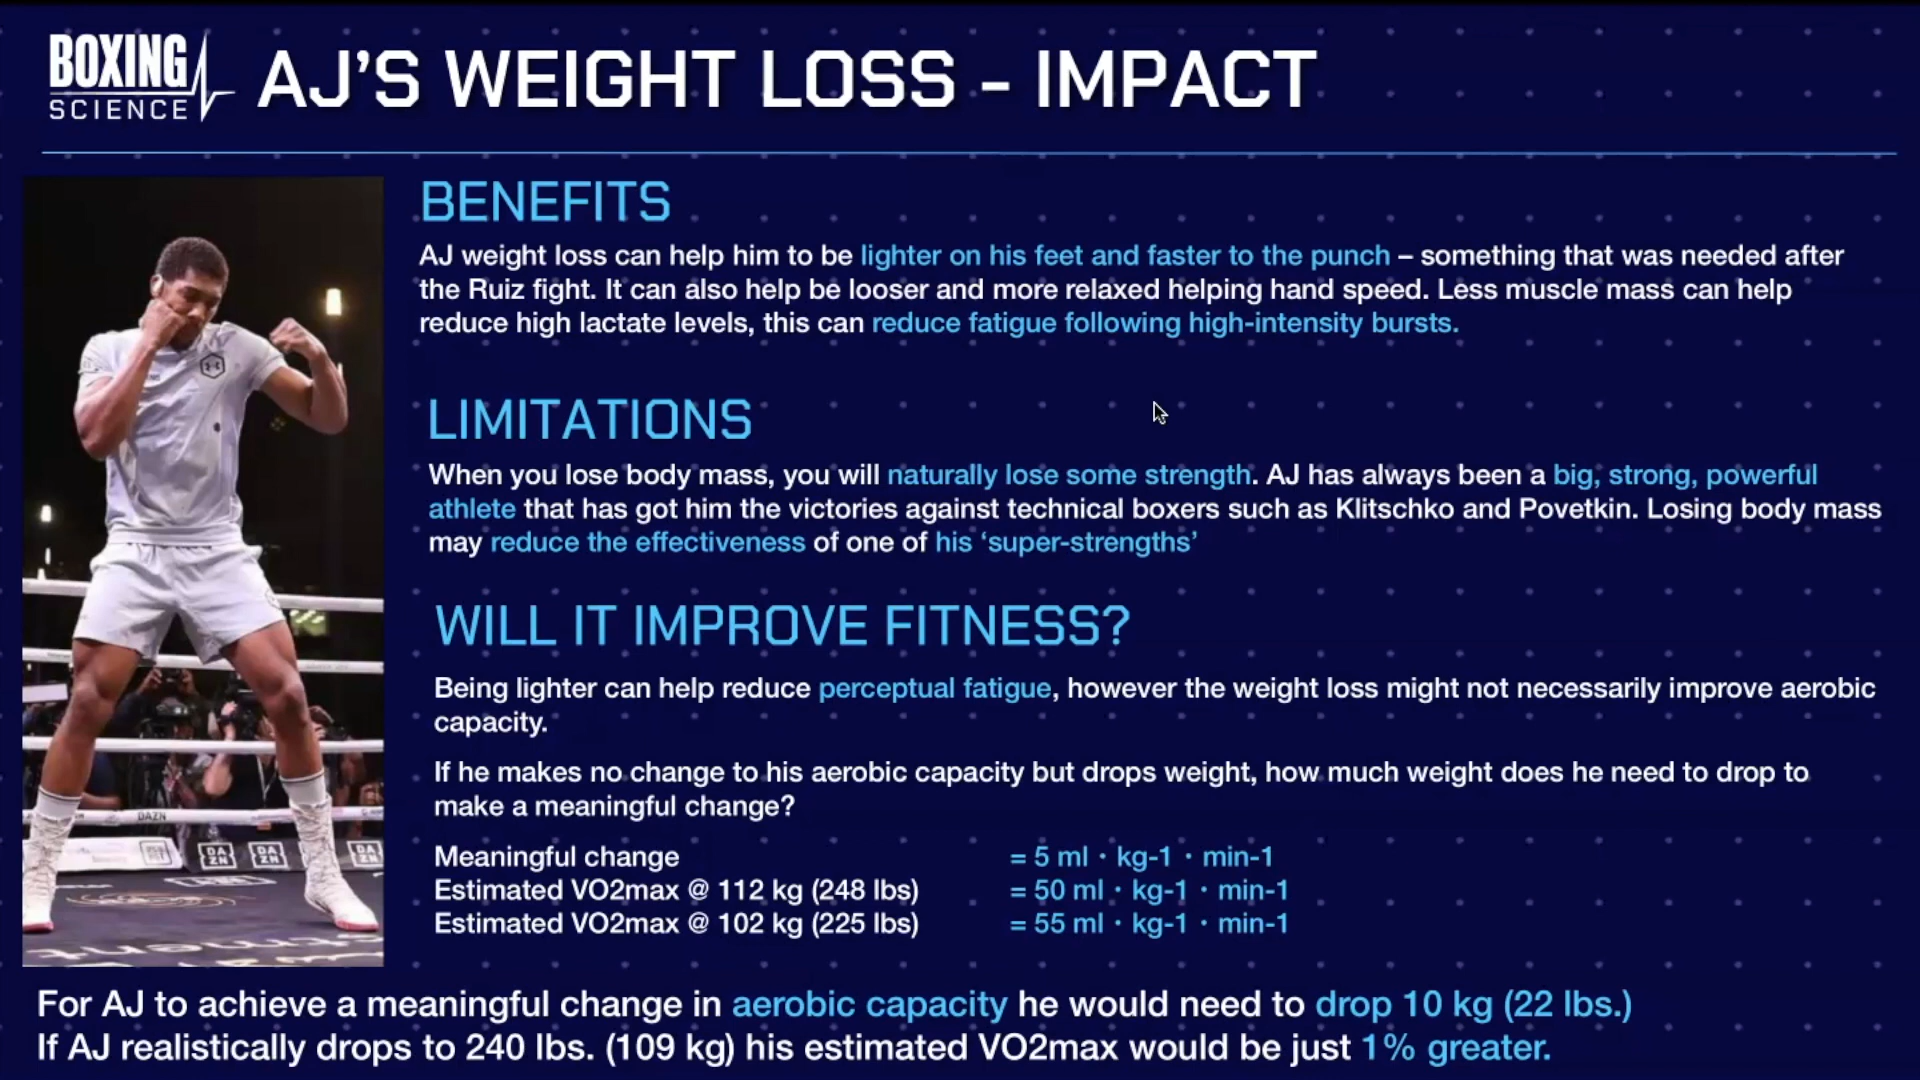 BOXING
SCIENCE
AJ'S WEIGHT LOSS - IMPACT
BENEFITS
AJ weight loss can help him to be lighter on his feet and faster to the punch – something that was needed after
the Ruiz fight. It can also help be looser and more relaxed helping hand speed. Less muscle mass can help
reduce high lactate levels, this can reduce fatigue following high-intensity bursts.
LIMITATIONS
When you lose body mass, you will naturally lose some strength. AJ has always been a big, strong, powerful
athlete that has got him the victories against technical boxers such as Klitschko and Povetkin. Losing body mass
may reduce the effectiveness of one of his ‘super-strengths’
WILL IT IMPROVE FITNESS?
Being lighter can help reduce perceptual fatigue, however the weight loss might not necessarily improve aerobic
capacity.
If he makes no change to his aerobic capacity but drops weight, how much weight does he need to drop to
make a meaningful change?
Meaningful change = 5 ml · kg-1 · min-1
Estimated VO2max @ 112 kg (248 lbs) = 50 ml · kg-1 · min-1
Estimated VO2max @ 102 kg (225 lbs) = 55 ml · kg-1 · min-1
DAZN
DAZN
DAZN
DAZN
For AJ to achieve a meaningful change in aerobic capacity he would need to drop 10 kg (22 lbs.)
If AJ realistically drops to 240 lbs. (109 kg) his estimated VO2max would be just 1% greater.